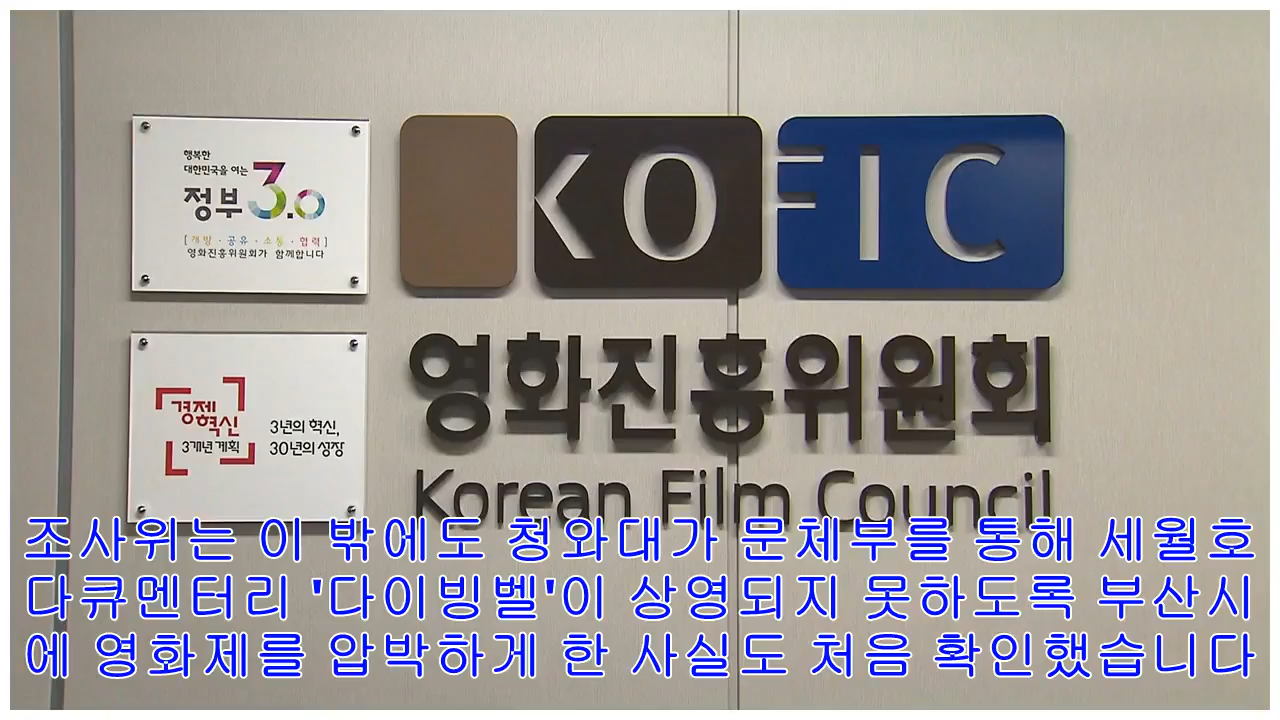 행복한
대한민국을 여는
정부 3.0
[개방·공유·소통·협력]
영화진흥위원회가 함께합니다
KOFIC
경제혁신
3개년 계획
3년의 혁신,
30년의 성장
영화진흥위원회
Korean Film Council
조사위는 이 밖에도 청와대가 문체부를 통해 세월호
다큐멘터리 '다이빙벨'이 상영되지 못하도록 부산시
에 영화제를 압박하게 한 사실도 처음 확인했습니다